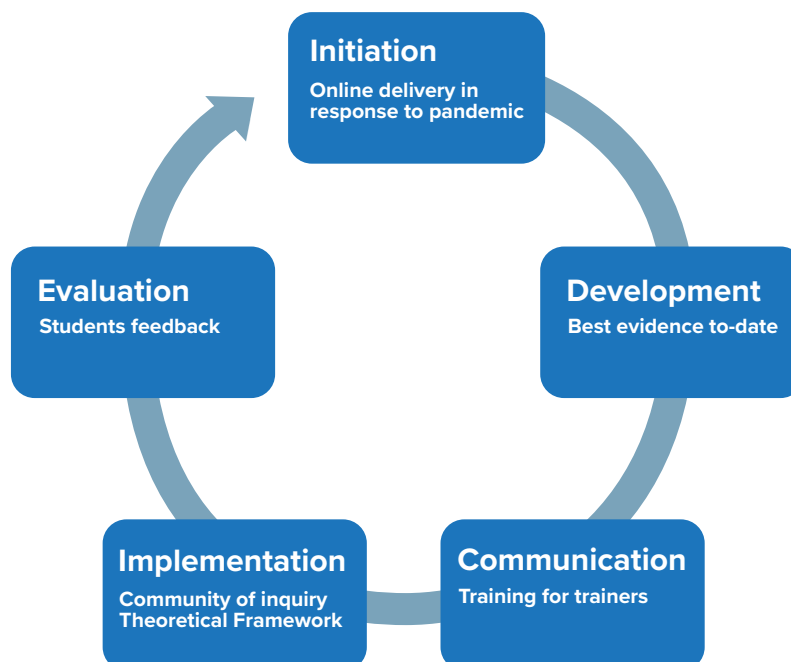 Initiation
Online delivery in
response to pandemic
Development
Best evidence to-date
Communication
Training for trainers
Implementation
Community of inquiry
Theoretical Framework
Evaluation
Students feedback